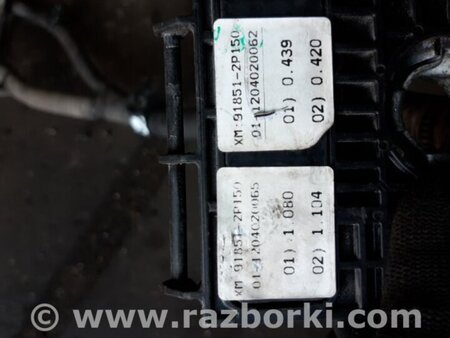 XM:91851-2P150
01-1204020062
01) 0.439
02) 0.420
XM 91851-2P150
01-1204020065
01) 1.080
02) 1.104
www.razborki.com